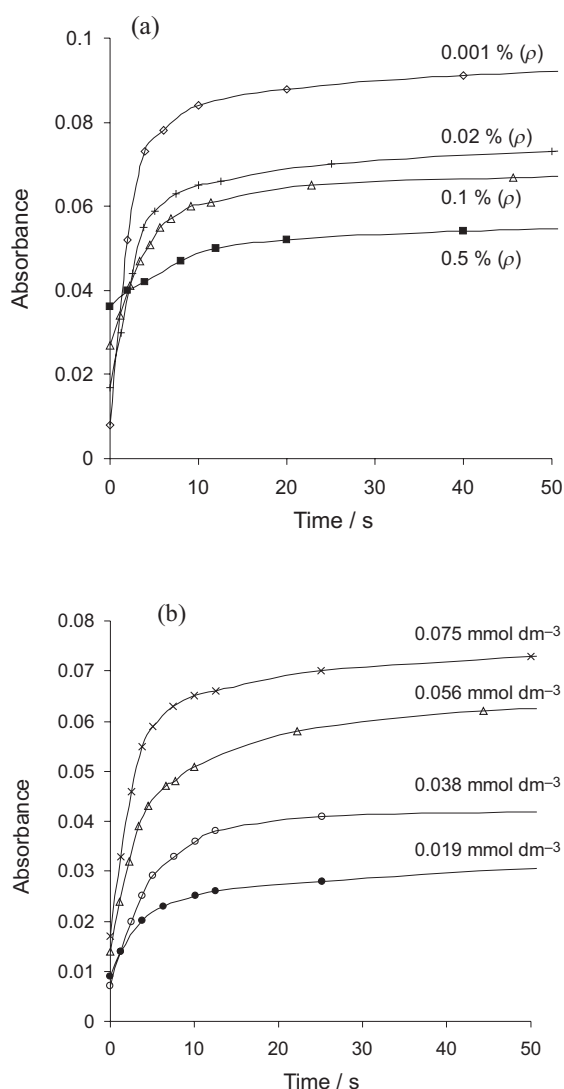 (a)
0.1
0.08
0.06
0.04
0.02
0
Absorbance
0.001 % (ρ)
0.02 % (ρ)
0.1 % (ρ)
0.5 % (ρ)
0 10 20 30 40 50
Time / s
(b)
0.08
0.07
0.06
0.05
0.04
0.03
0.02
0.01
0
Absorbance
0.075 mmol dm⁻³
0.056 mmol dm⁻³
0.038 mmol dm⁻³
0.019 mmol dm⁻³
0 10 20 30 40 50
Time / s